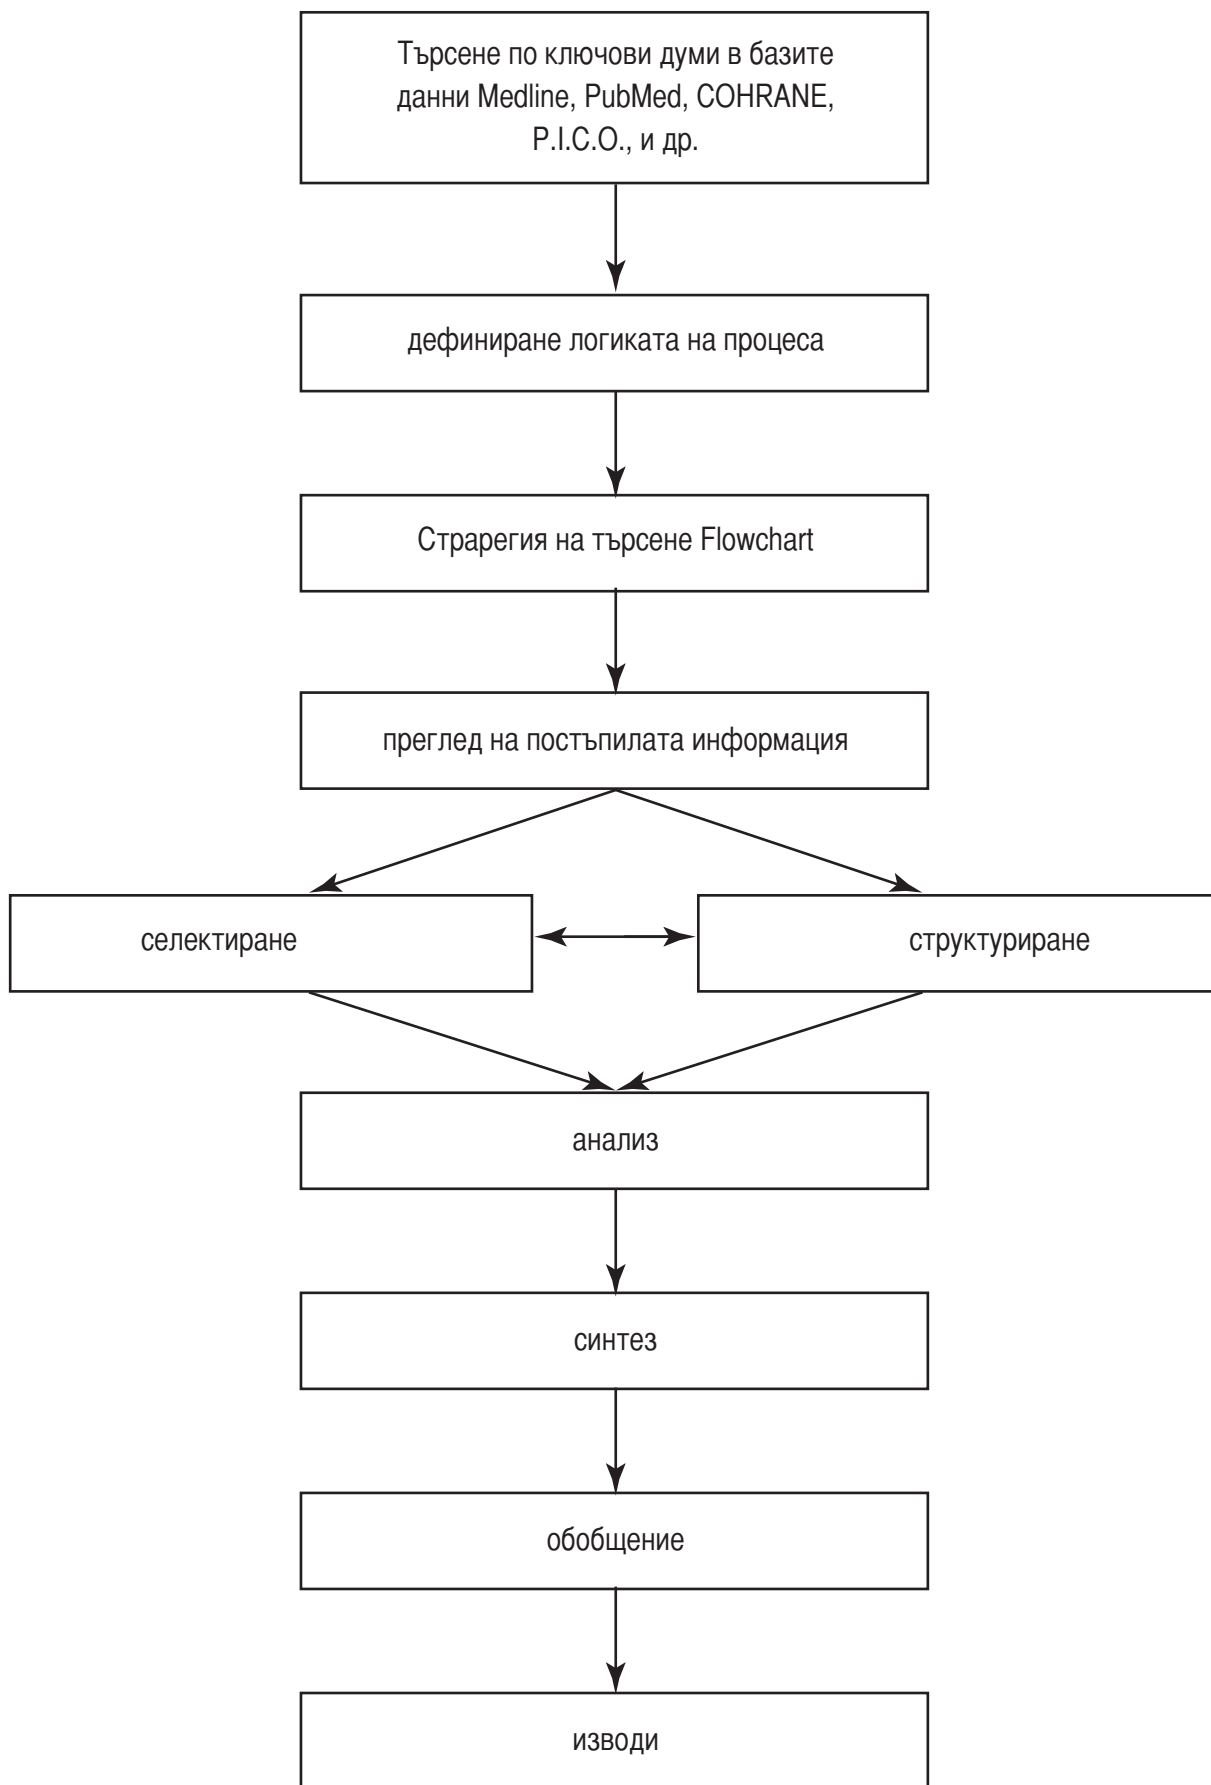 Търсене по ключови думи в базите
данни Medline, PubMed, COHRANE,
P.I.C.O., и др.
дефиниране логиката на процеса
Страрегия на търсене Flowchart
преглед на постъпилата информация
селектиране
структуриране
анализ
синтез
обобщение
изводи